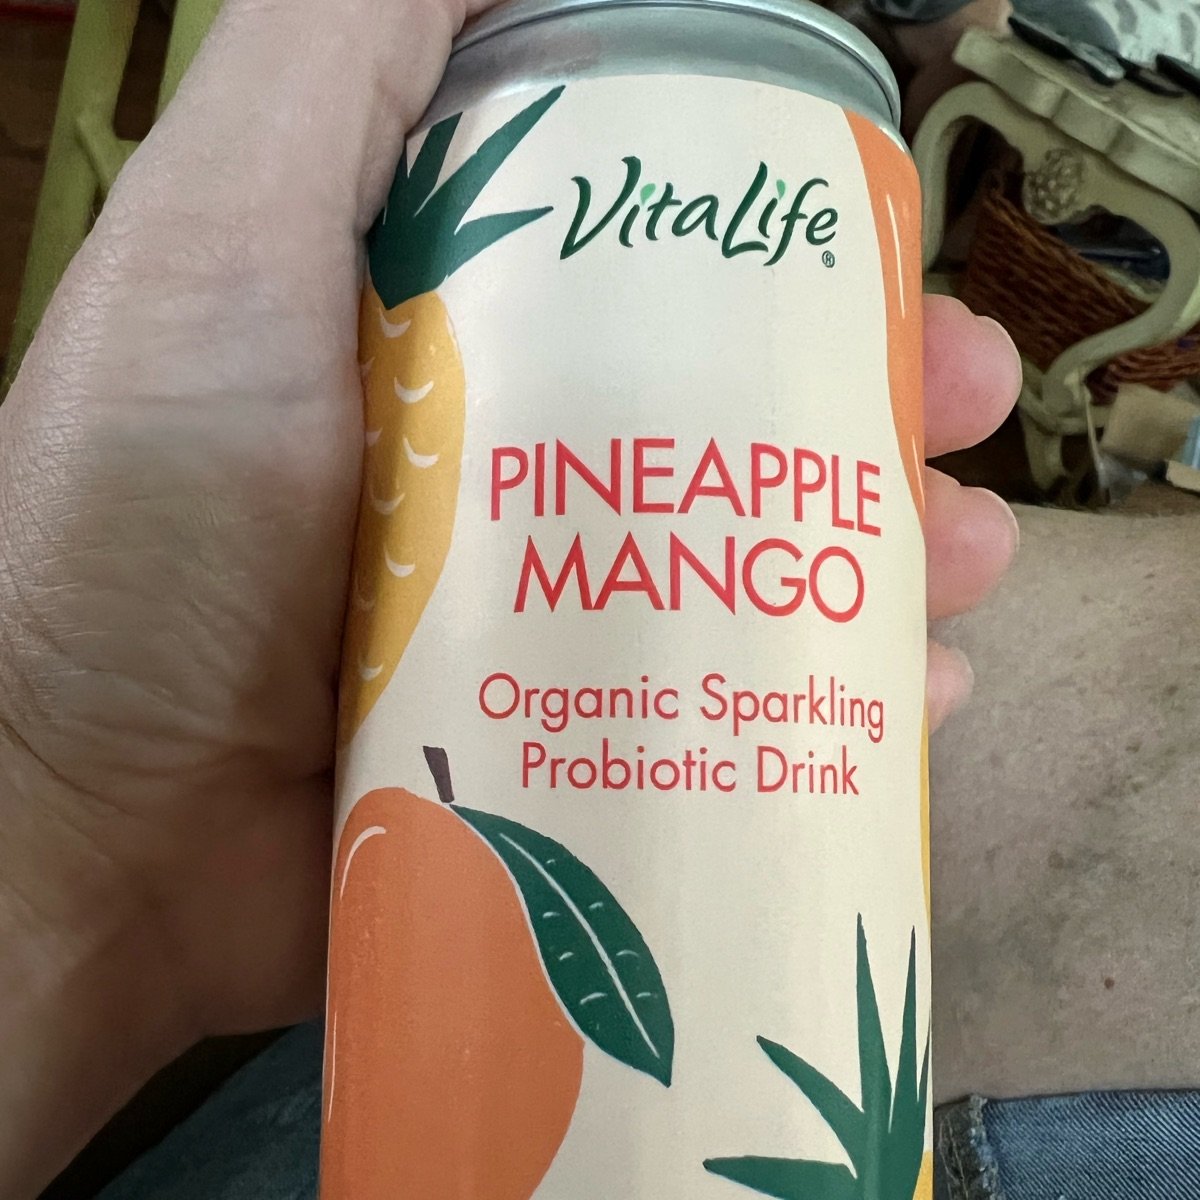 VitaLife®
PINEAPPLE
MANGO
Organic Sparkling
Probiotic Drink